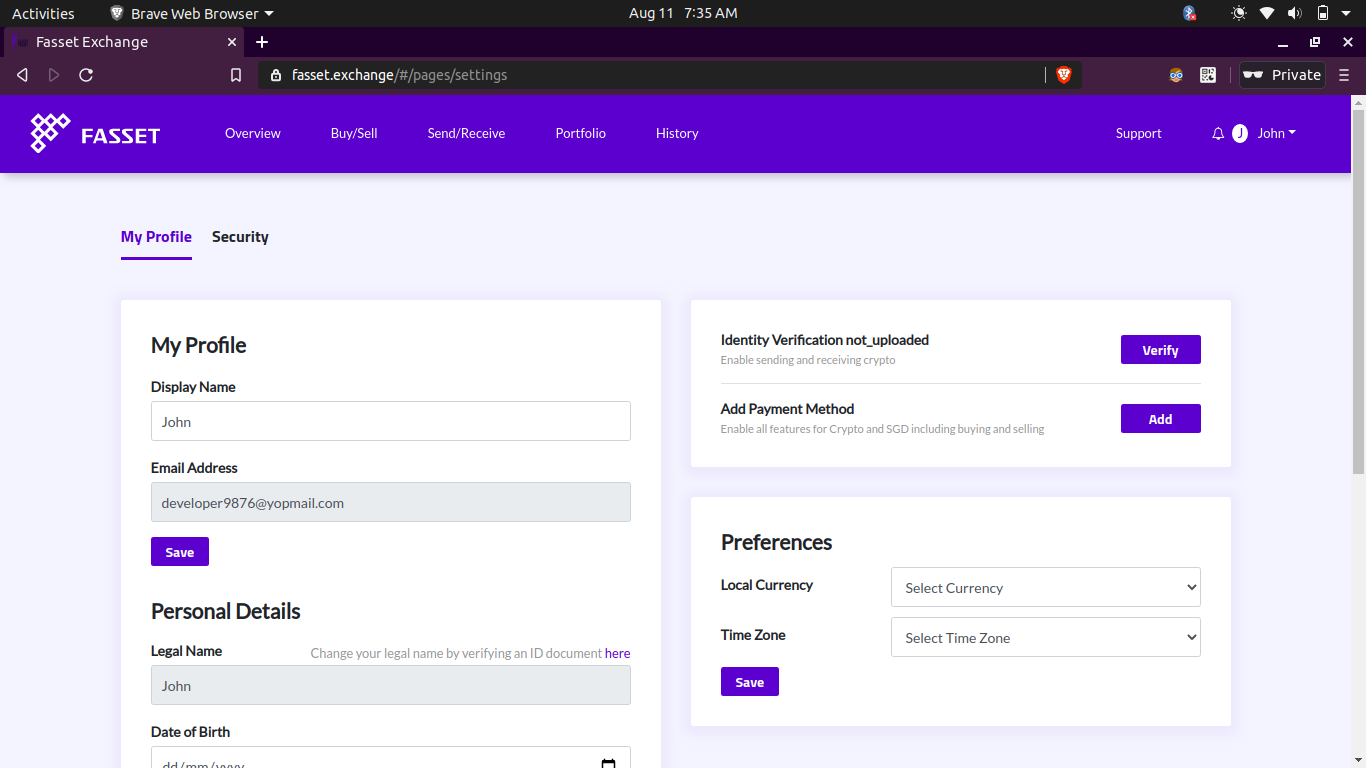 Activities
Brave Web Browser
Aug 11 7:35 AM
Fasset Exchange
fasset.exchange/#/pages/settings
Private
FASSET
Overview
Buy/Sell
Send/Receive
Portfolio
History
Support
J
John
My Profile
Security
My Profile
Display Name
John
Email Address
developer9876@yopmail.com
Save
Personal Details
Legal Name
Change your legal name by verifying an ID document here
John
Date of Birth
dd/mm/yyyy
Identity Verification not_uploaded
Enable sending and receiving crypto
Verify
Add Payment Method
Enable all features for Crypto and SGD including buying and selling
Add
Preferences
Local Currency
Select Currency
Time Zone
Select Time Zone
Save